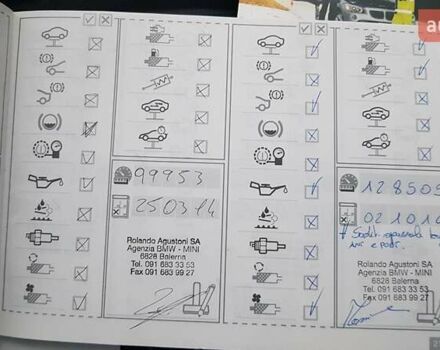 99953
250314
Rolando Agustoni SA
Agenzia BMW - MINI
6828 Balerna
Tel. 091 683 33 53
Fax 091 683 99 27
12850
02101
Rolando Agustoni SA
Agenzia BMW - MINI
6828 Balerna
Tel. 091 683 33 53
Fax 091 683 99 27